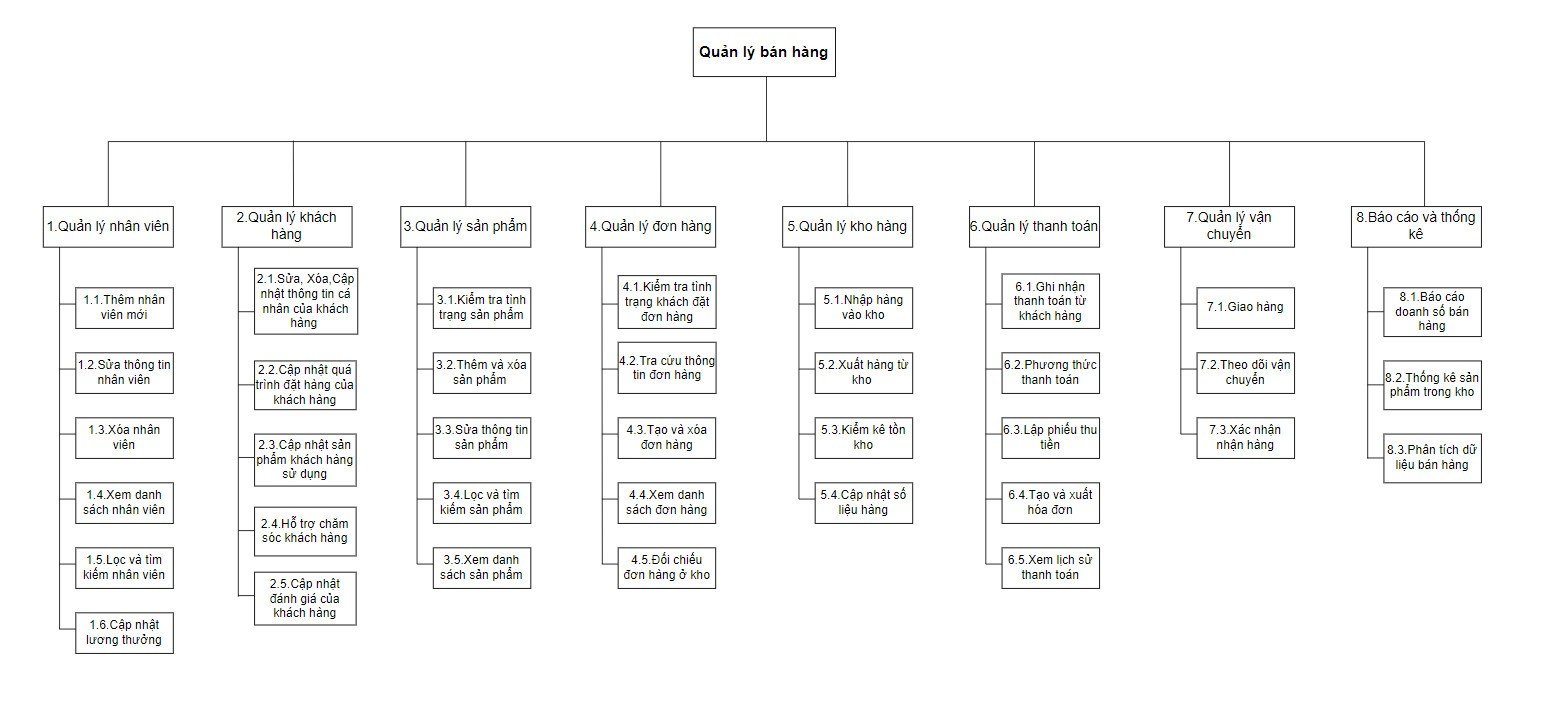 Quản lý bán hàng
1.Quản lý nhân viên
1.1.Thêm nhân
viên mới
1.2.Sửa thông tin
nhân viên
1.3.Xóa nhân
viên
1.4.Xem danh
sách nhân viên
1.5.Lọc và tìm
kiếm nhân viên
1.6.Cập nhật
lương thưởng
2.Quản lý khách
hàng
2.1.Sửa, Xóa,Cập
nhật thông tin cá
nhân của khách
hàng
2.2.Cập nhật quá
trình đặt hàng của
khách hàng
2.3.Cập nhật sản
phẩm khách hàng
sử dụng
2.4.Hỗ trợ chăm
sóc khách hàng
2.5.Cập nhật
đánh giá của
khách hàng
3.Quản lý sản phẩm
3.1.Kiểm tra tình
trạng sản phẩm
3.2.Thêm và xóa
sản phẩm
3.3.Sửa thông tin
sản phẩm
3.4.Lọc và tìm
kiếm sản phẩm
3.5.Xem danh
sách sản phẩm
4.Quản lý đơn hàng
4.1.Kiểm tra tình
trạng khách đặt
đơn hàng
4.2.Tra cứu thông
tin đơn hàng
4.3.Tạo và xóa
đơn hàng
4.4.Xem danh
sách đơn hàng
4.5.Đối chiếu
đơn hàng ở kho
5.Quản lý kho hàng
5.1.Nhập hàng
vào kho
5.2.Xuất hàng từ
kho
5.3.Kiểm kê tồn
kho
5.4.Cập nhật số
liệu hàng
6.Quản lý thanh toán
6.1.Ghi nhận
thanh toán từ
khách hàng
6.2.Phương thức
thanh toán
6.3.Lập phiếu thu
tiền
6.4.Tạo và xuất
hóa đơn
6.5.Xem lịch sử
thanh toán
7.Quản lý vận
chuyển
7.1.Giao hàng
7.2.Theo dõi vận
chuyển
7.3.Xác nhận
nhận hàng
8.Báo cáo và thống
kê
8.1.Báo cáo
doanh số bán
hàng
8.2.Thống kê sản
phẩm trong kho
8.3.Phân tích dữ
liệu bán hàng